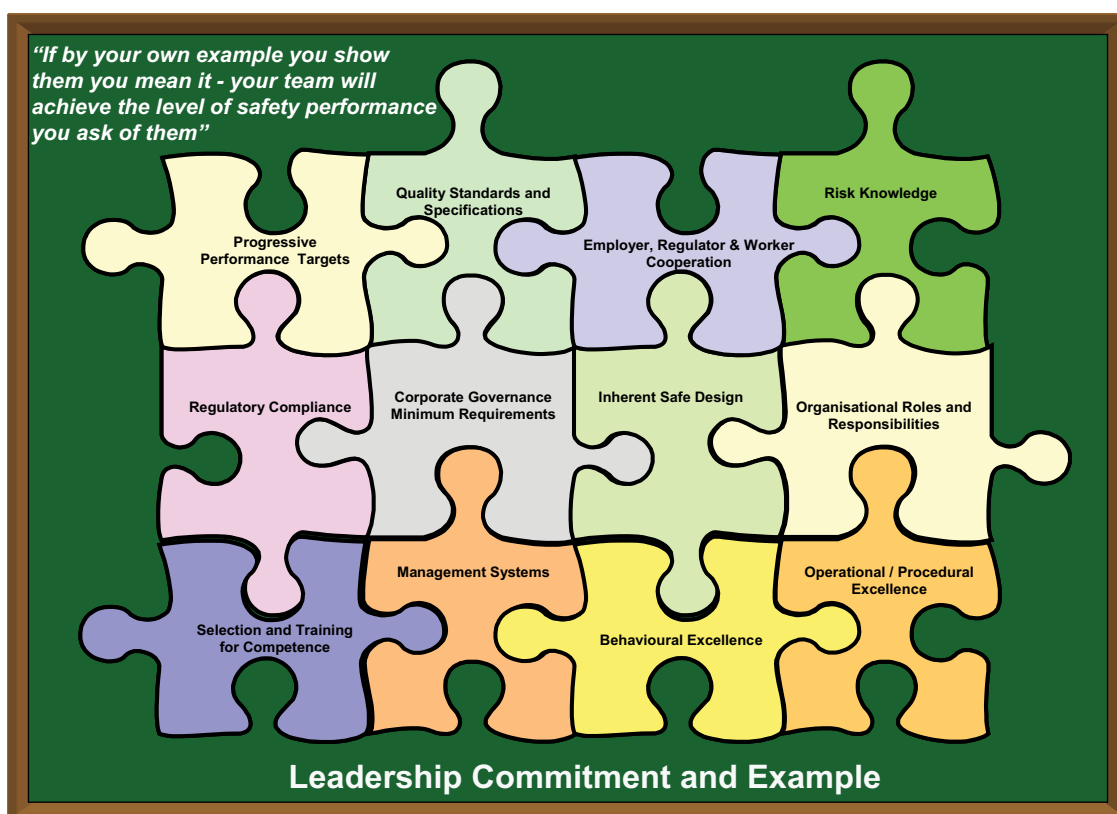 “If by your own example you show
them you mean it - your team will
achieve the level of safety performance
you ask of them”
Quality Standards and
Specifications
Risk Knowledge
Progressive
Performance Targets
Employer, Regulator & Worker
Cooperation
Regulatory Compliance
Corporate Governance
Minimum Requirements
Inherent Safe Design
Organisational Roles and
Responsibilities
Management Systems
Operational / Procedural
Excellence
Selection and Training
for Competence
Behavioural Excellence
Leadership Commitment and Example